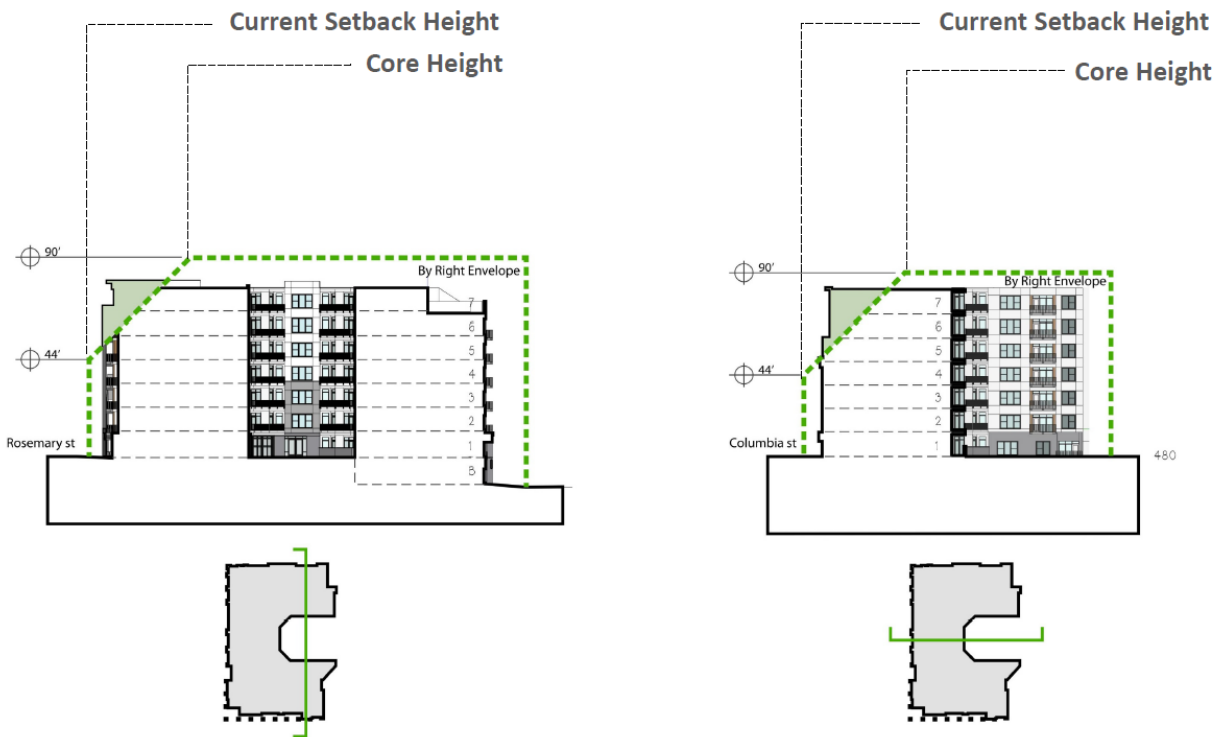 Current Setback Height
Core Height
90'
By Right Envelope
7
6
5
44'
4
3
2
Rosemary st
1
B
Current Setback Height
Core Height
90'
By Right Envelope
7
6
5
44'
4
3
2
Columbia st
1
480